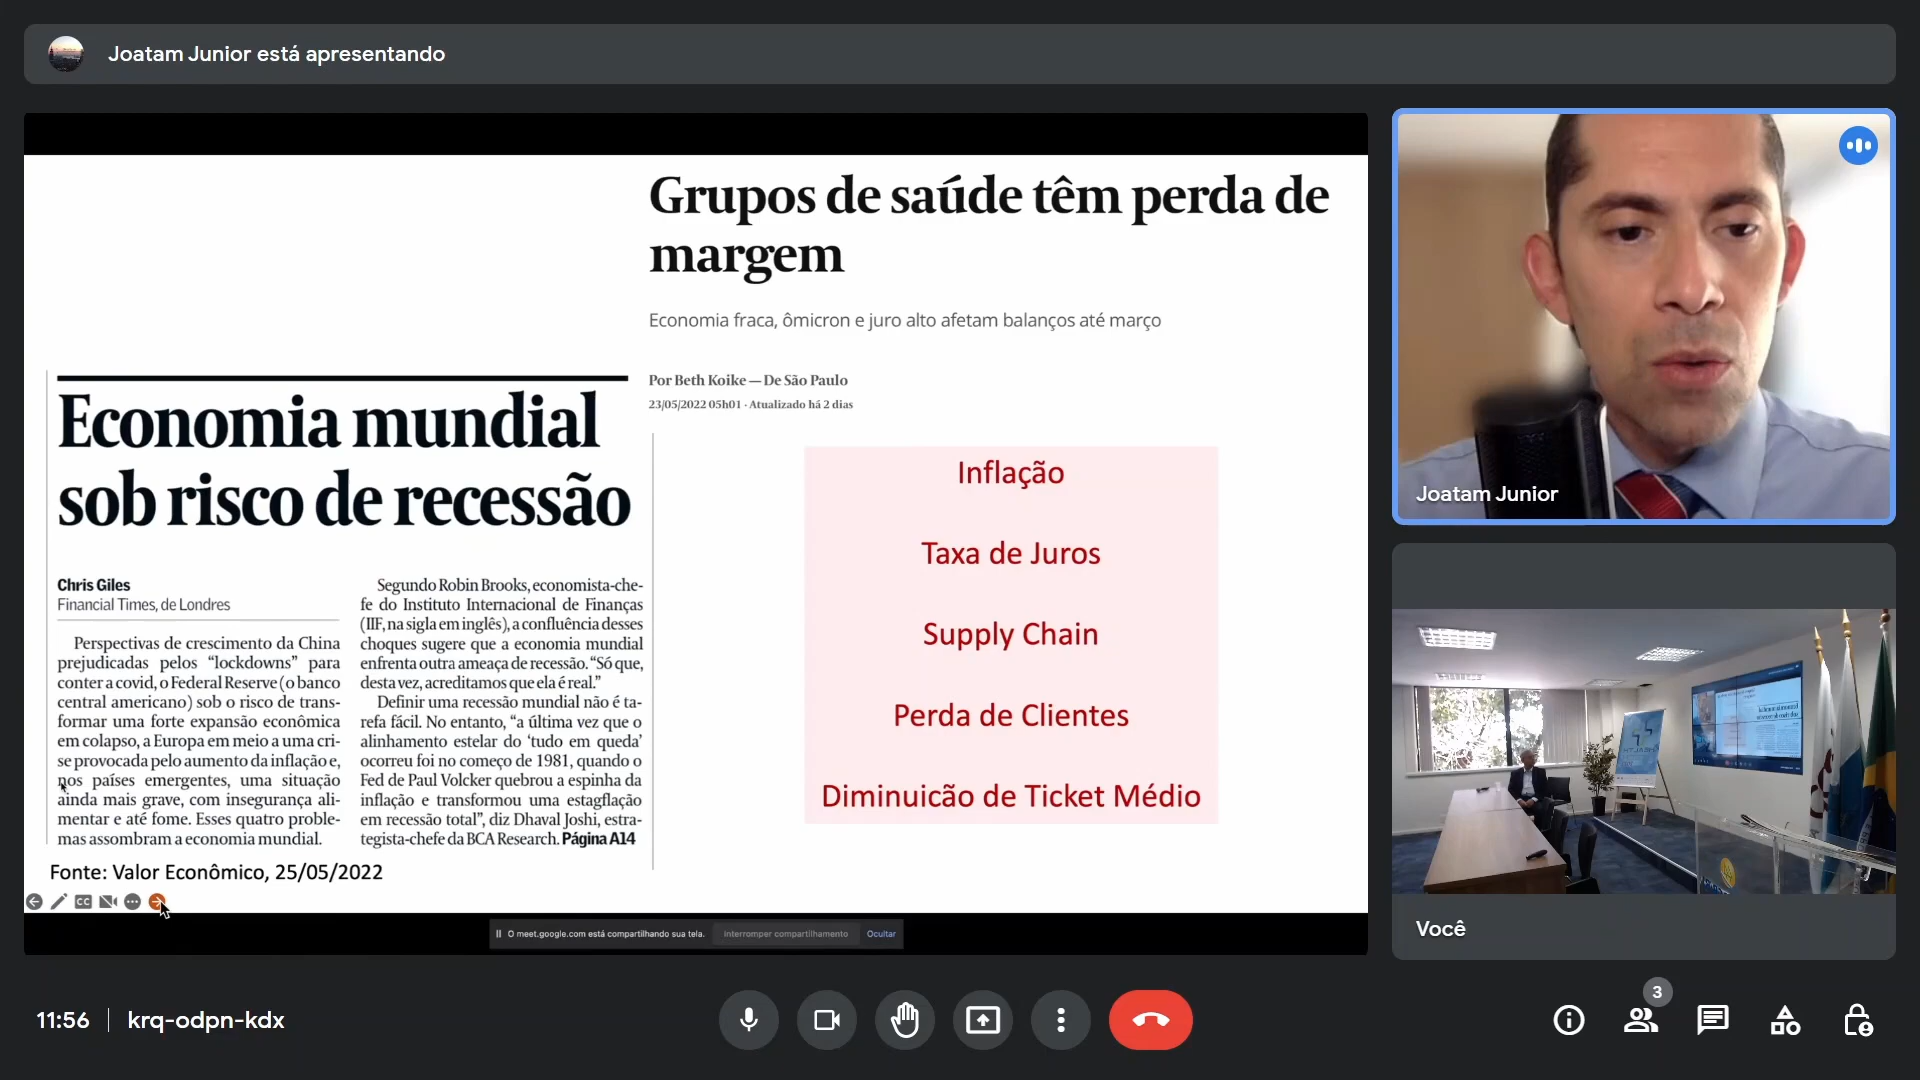 Joatam Junior está apresentando
Grupos de saúde têm perda de
margem
Economia fraca, ômicron e juro alto afetam balanços até março
Por Beth Koike — De São Paulo
23/05/2022 05h01 · Atualizado há 2 dias
Economia mundial
sob risco de recessão
Chris Giles
Financial Times, de Londres
Perspectivas de crescimento da China
prejudicadas pelos “lockdowns” para
conter a covid, o Federal Reserve (o banco
central americano) sob o risco de trans-
formar uma forte expansão econômica
em colapso, a Europa em meio a uma cri-
se provocada pelo aumento da inflação e,
nos países emergentes, uma situação
ainda mais grave, com insegurança ali-
mentar e até fome. Esses quatro proble-
mas assombram a economia mundial.
Segundo Robin Brooks, economista-che-
fe do Instituto Internacional de Finanças
(IIF, na sigla em inglês), a confluência desses
choques sugere que a economia mundial
enfrenta outra ameaça de recessão. “Só que,
desta vez, acreditamos que ela é real.”
Definir uma recessão mundial não é ta-
refa fácil. No entanto, “a última vez que o
alinhamento estelar do ‘tudo em queda’
ocorreu foi no começo de 1981, quando o
Fed de Paul Volcker quebrou a espinha da
inflação e transformou uma estagflação
em recessão total”, diz Dhaval Joshi, estra-
tegista-chefe da BCA Research. Página A14
Inflação
Taxa de Juros
Supply Chain
Perda de Clientes
Diminuicão de Ticket Médio
Fonte: Valor Econômico, 25/05/2022
CC
O meet.google.com está compartilhando sua tela.
Interromper compartilhamento
Ocultar
Joatam Junior
Você
11:56
krq-odpn-kdx
3